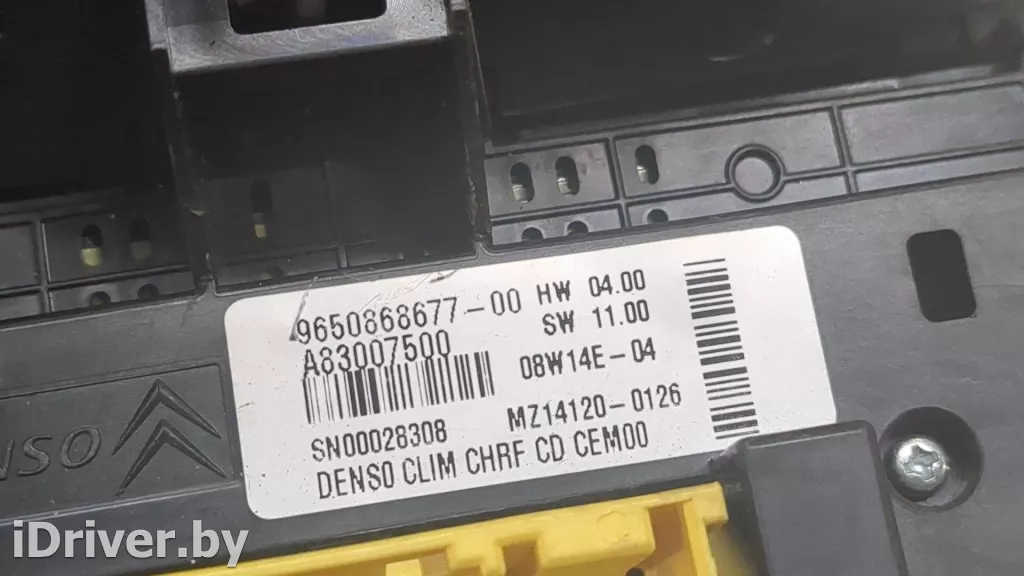 9650868677-00 HW 04.00
A83007500 SW 11.00
08W14E-04
SN00028308 MZ14120-0126
DENSO CLIM CHRF CD CEM00
NSO
iDriver.by